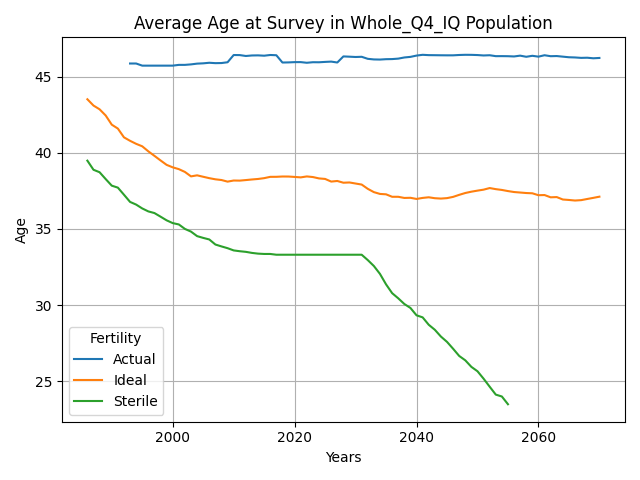 Average Age at Survey in Whole_Q4_IQ Population
Age
45
40
35
30
25
Fertility
Actual
Ideal
Sterile
2000
2020
2040
2060
Years